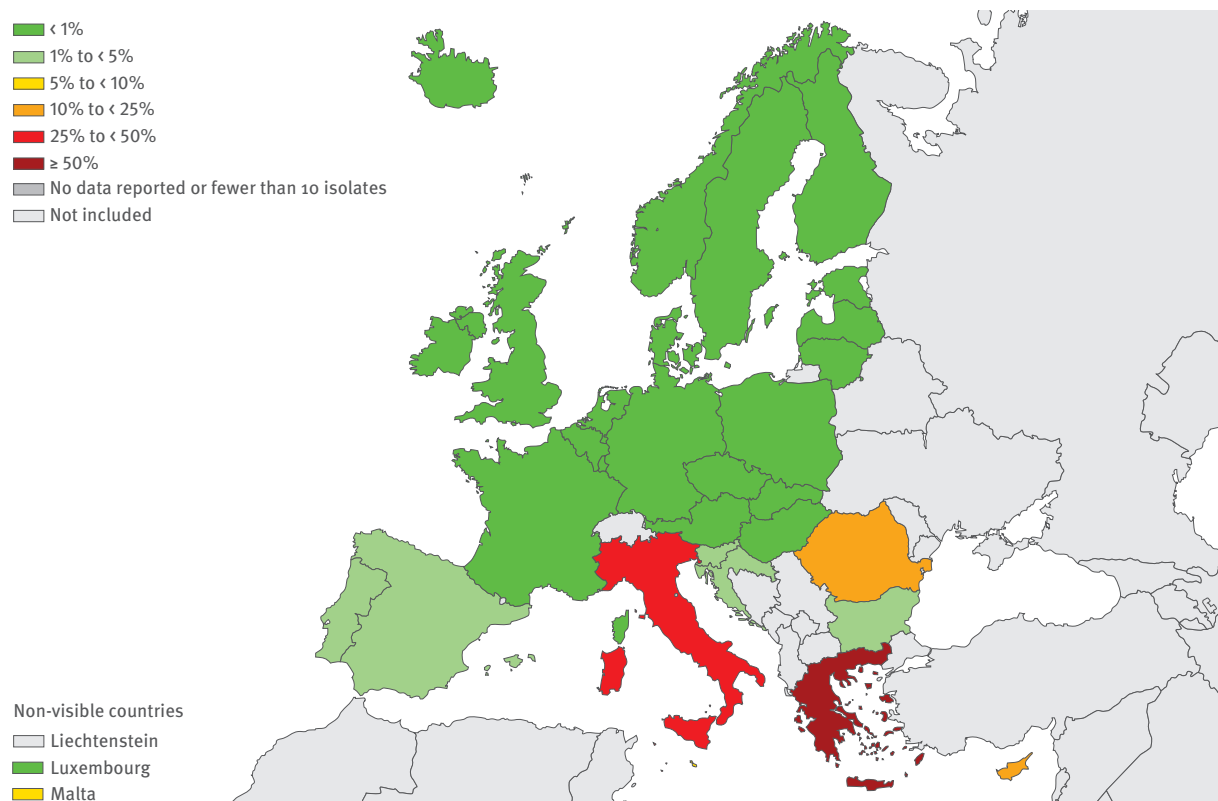 < 1%
1% to < 5%
5% to < 10%
10% to < 25%
25% to < 50%
≥ 50%
No data reported or fewer than 10 isolates
Not included
Non-visible countries
Liechtenstein
Luxembourg
Malta